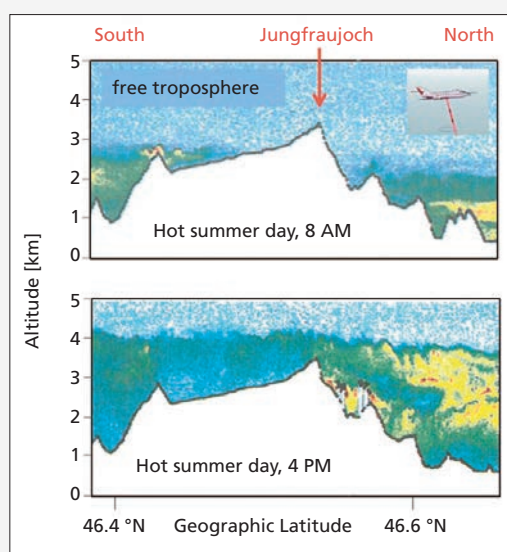 South Jungfraujoch North
5
free troposphere
4
3
2
1
Hot summer day, 8 AM
0
Altitude [km]
5
4
3
2
1
Hot summer day, 4 PM
0
46.4 °N Geographic Latitude 46.6 °N